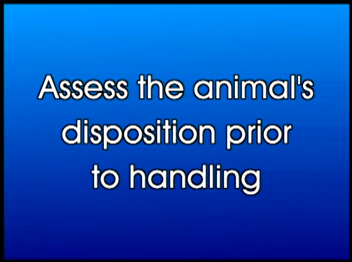 Assess the animal's
disposition prior
to handling